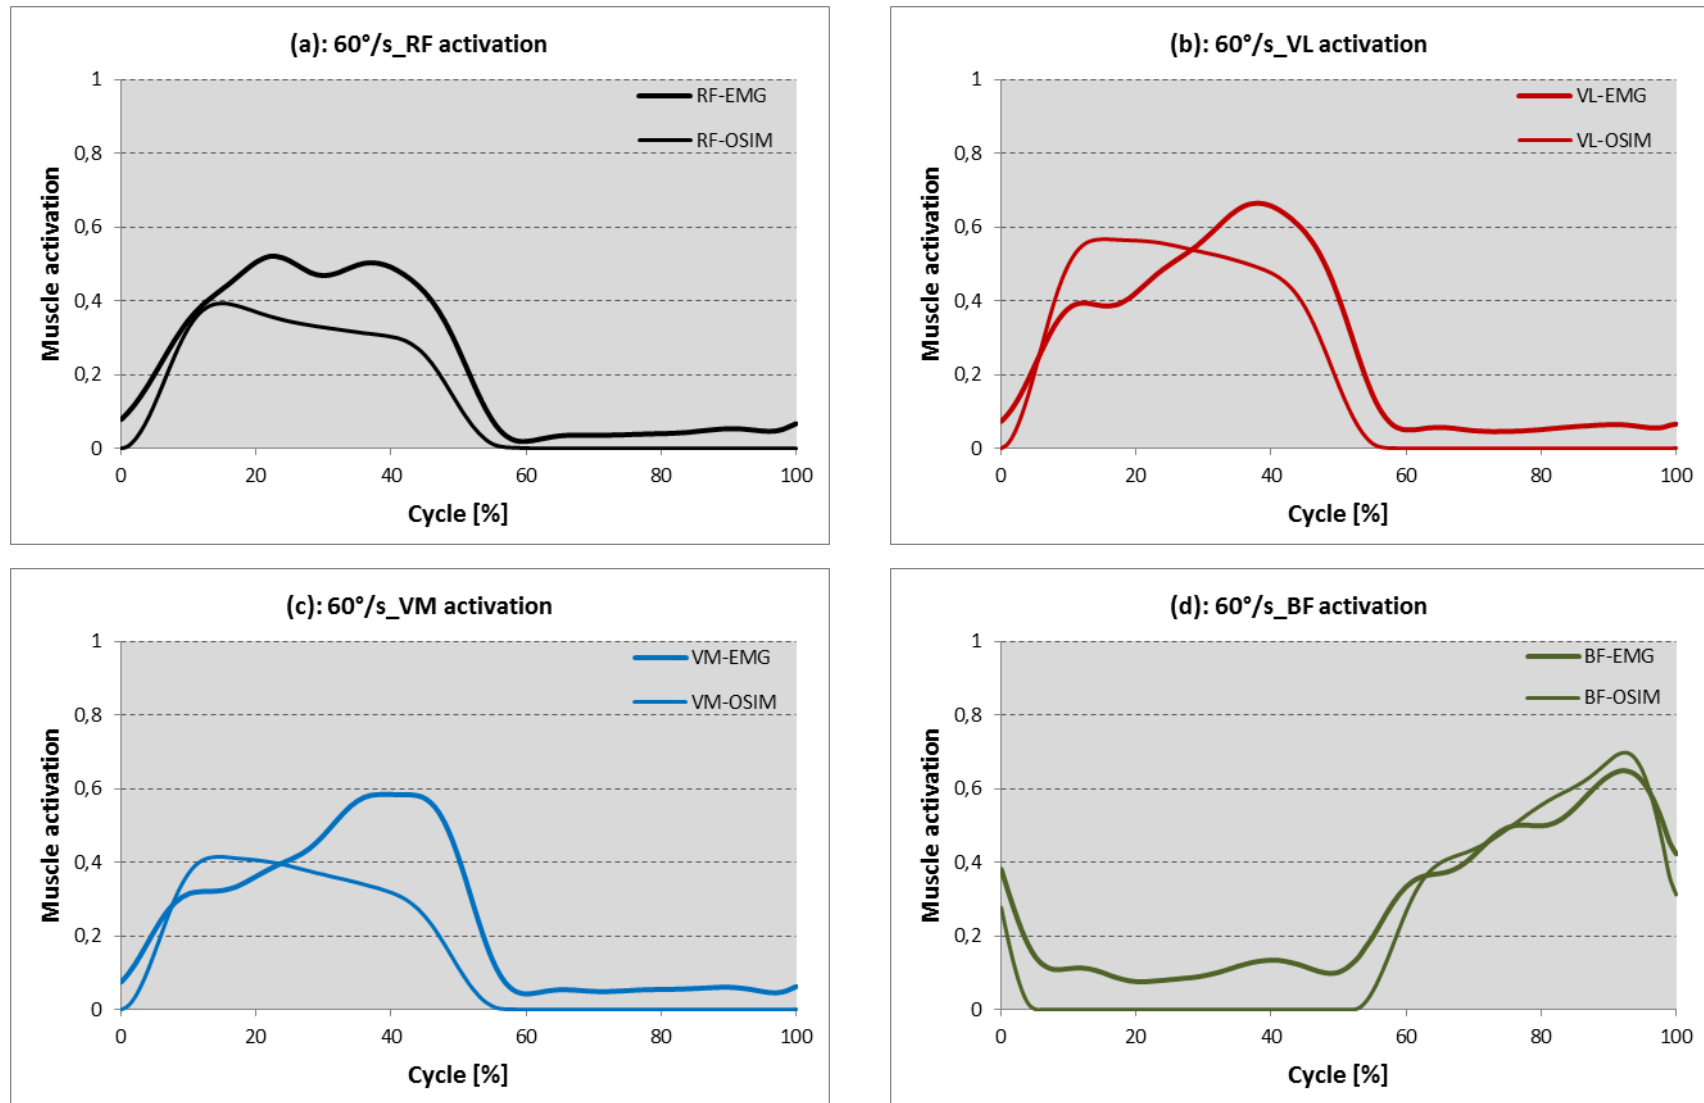 (a): 60°/s_RF activation
1
0,8
0,6
0,4
0,2
0
Muscle activation
RF-EMG
RF-OSIM
0 20 40 60 80 100
Cycle [%]
(b): 60°/s_VL activation
1
0,8
0,6
0,4
0,2
0
Muscle activation
VL-EMG
VL-OSIM
0 20 40 60 80 100
Cycle [%]
(c): 60°/s_VM activation
1
0,8
0,6
0,4
0,2
0
Muscle activation
VM-EMG
VM-OSIM
0 20 40 60 80 100
Cycle [%]
(d): 60°/s_BF activation
1
0,8
0,6
0,4
0,2
0
Muscle activation
BF-EMG
BF-OSIM
0 20 40 60 80 100
Cycle [%]